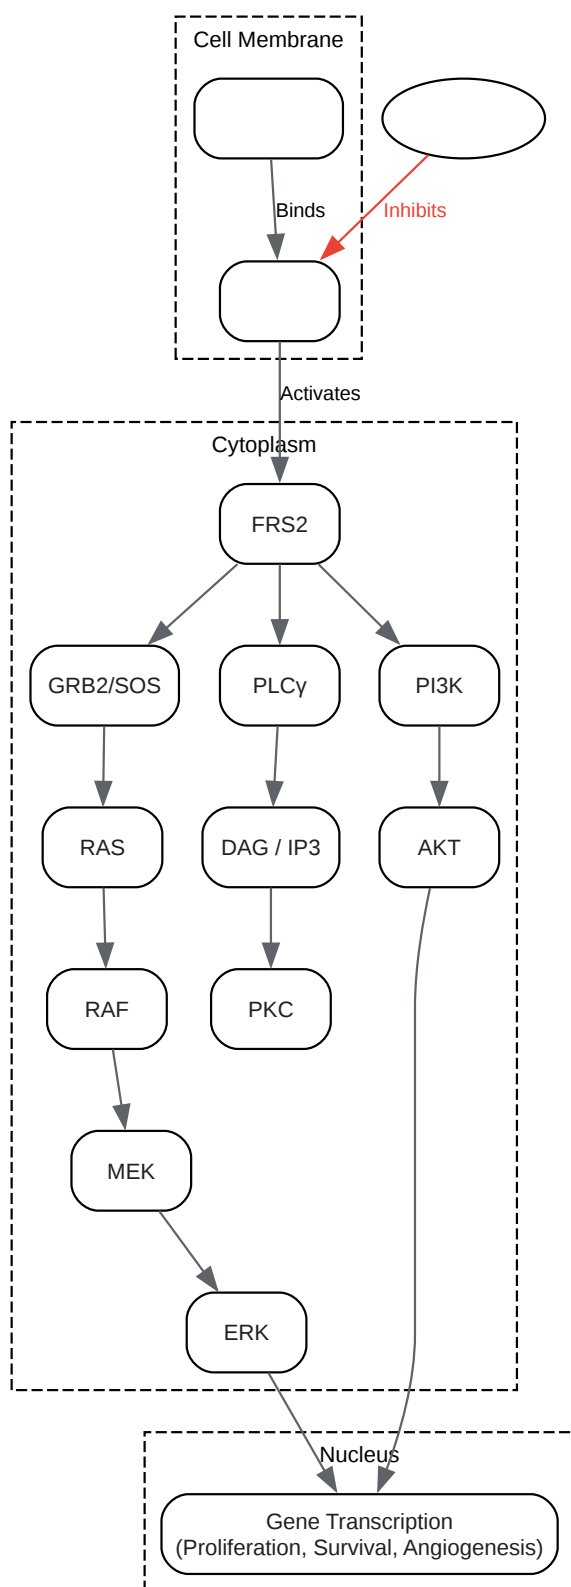 Cell Membrane
Binds
Inhibits
Activates
Cytoplasm
FRS2
GRB2/SOS
PLCγ
PI3K
RAS
DAG / IP3
AKT
RAF
PKC
MEK
ERK
Nucleus
Gene Transcription
(Proliferation, Survival, Angiogenesis)